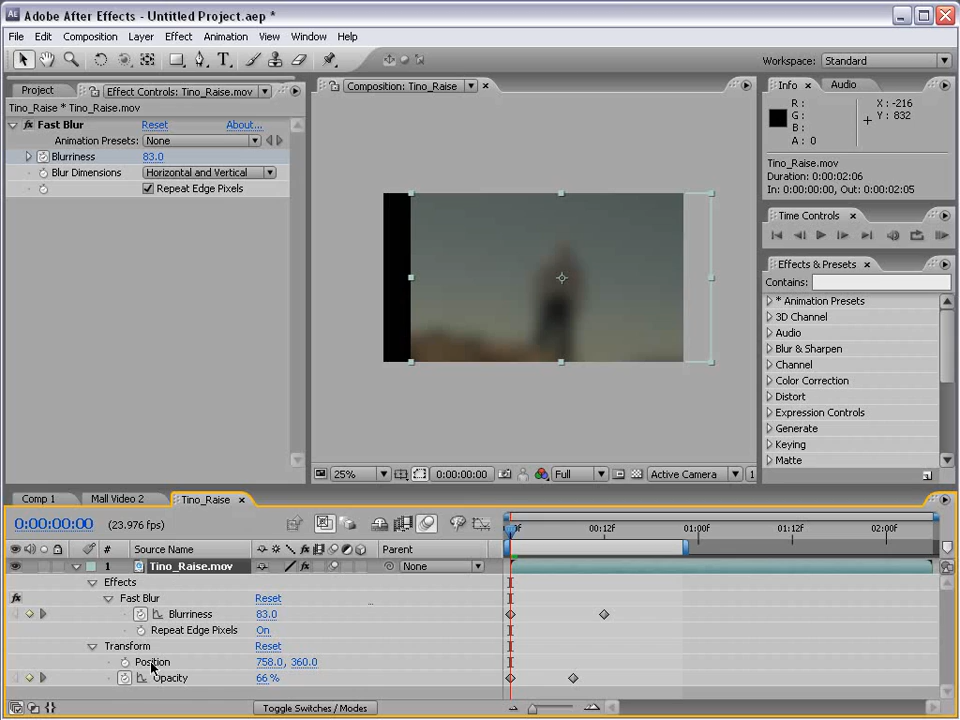 Adobe After Effects - Untitled Project.aep *
File Edit Composition Layer Effect Animation View Window Help
Workspace: Standard
Project Effect Controls: Tino_Raise.mov
Tino_Raise * Tino_Raise.mov
fx Fast Blur Reset About...
Animation Presets: None
Blurriness 83.0
Blur Dimensions Horizontal and Vertical
Repeat Edge Pixels
Composition: Tino_Raise
25% 0:00:00:00 Full Active Camera 1
Info Audio
R: X: -216
G: Y: 832
B:
A: 0
Tino_Raise.mov
Duration: 0:00:02:06
In: 0:00:00:00, Out: 0:00:02:05
Time Controls
Effects & Presets
Contains:
* Animation Presets
3D Channel
Audio
Blur & Sharpen
Channel
Color Correction
Distort
Expression Controls
Generate
Keying
Matte
Comp 1 Mall Video 2 Tino_Raise
0:00:00:00 (23.976 fps)
00:12f 01:00f 01:12f 02:00f
# Source Name Parent
1 Tino_Raise.mov None
Effects
Fast Blur Reset
Blurriness 83.0
Repeat Edge Pixels On
Transform Reset
Position 758.0, 360.0
Opacity 66 %
Toggle Switches / Modes